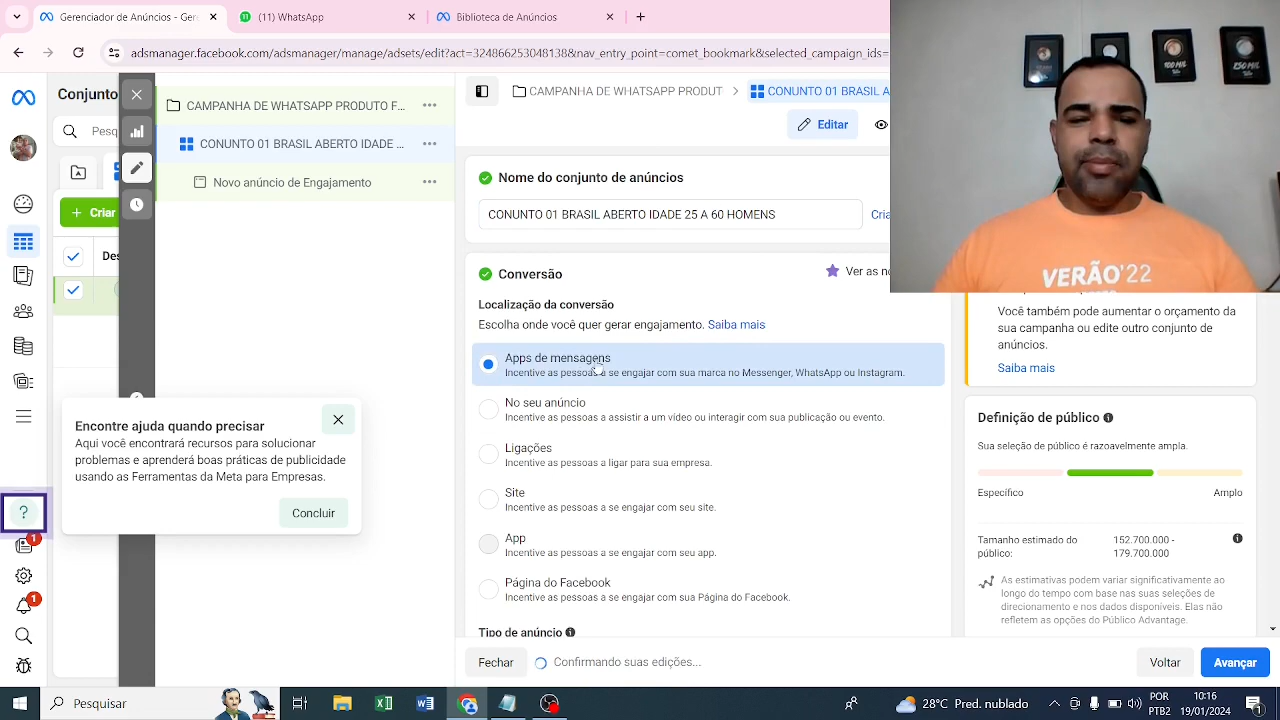 Gerenciador de Anúncios - Ger
(11) WhatsApp
Biblioteca de Anúncios
adsmanager.facebook.com/adsmanager/manage/adsets/edit?act=324866253048138&nav_entry_point=comet_bookmark&selected_campaign_ids=
Conjunto
Pesq
Criar
Des
CAMPANHA DE WHATSAPP PRODUTO F...
CONUNTO 01 BRASIL ABERTO IDADE ...
Novo anúncio de Engajamento
CAMPANHA DE WHATSAPP PRODUT
CONUNTO 01 BRASIL A
Editar
Nome do conjunto de anúncios
CONUNTO 01 BRASIL ABERTO IDADE 25 A 60 HOMENS
Cria
Conversão
Ver as no
Localização da conversão
Escolha onde você quer gerar engajamento. Saiba mais
Apps de mensagens
Incentive as pessoas a se engajar com sua marca no Messenger, WhatsApp ou Instagram.
No seu anúncio
Incentive as pessoas a assistir a um vídeo ou interagir com sua publicação ou evento.
Ligações
Incentive as pessoas a ligar para sua empresa.
Site
Incentive as pessoas a se engajar com seu site.
App
Incentive as pessoas a se engajar com seu app.
Página do Facebook
Incentive as pessoas a se engajar com sua Página do Facebook.
Tipo de anúncio
Encontre ajuda quando precisar
Aqui você encontrará recursos para solucionar
problemas e aprenderá boas práticas de publicidade
usando as Ferramentas da Meta para Empresas.
Concluir
?
1
1
100 MIL
250 MIL
VERÃO'22
Você também pode aumentar o orçamento da
sua campanha ou edite outro conjunto de
anúncios.
Saiba mais
Definição de público
Sua seleção de público é razoavelmente ampla.
Específico
Amplo
Tamanho estimado do
público:
152.700.000 -
179.700.000
As estimativas podem variar significativamente ao
longo do tempo com base nas suas seleções de
direcionamento e nos dados disponíveis. Elas não
refletem as opções do Público Advantage.
Fechar
Confirmando suas edições...
Voltar
Avançar
Pesquisar
28°C Pred. nublado
POR
PTB2
10:16
19/01/2024
1